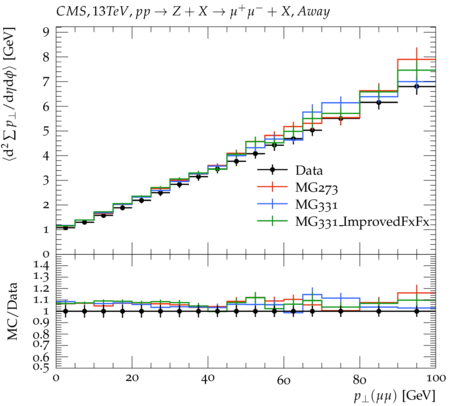 CMS, 13TeV, pp → Z + X → μ⁺μ⁻ + X, Away
⟨d² ∑ p⊥/dηdϕ⟩ [GeV]
9
8
7
6
5
4
3
2
1
0
Data
MG273
MG331
MG331_ImprovedFxFx
MC/Data
1.4
1.3
1.2
1.1
1
0.9
0.8
0.7
0.6
0.5
0 20 40 60 80 100
p⊥(μμ) [GeV]